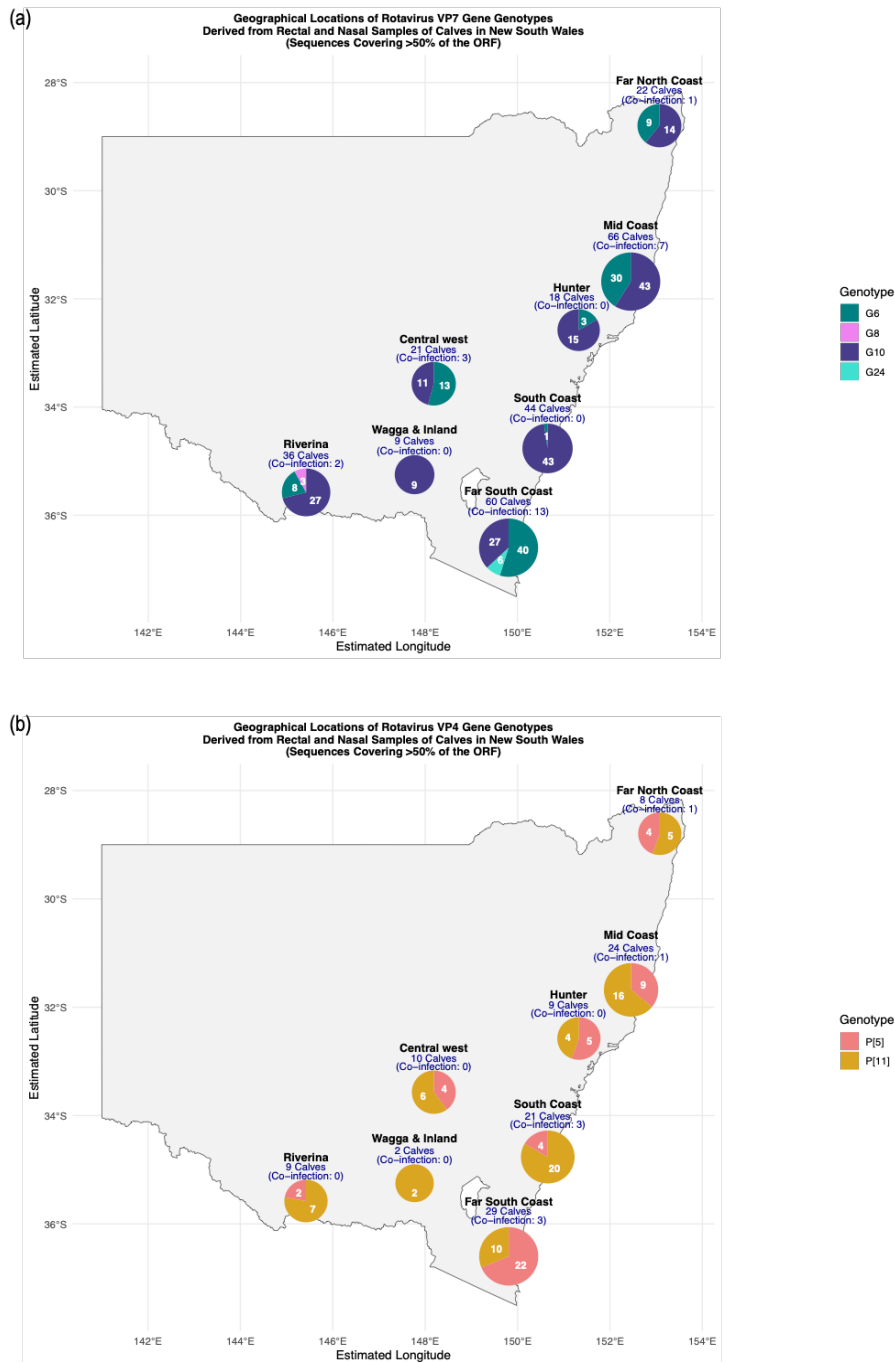 (a)
Geographical Locations of Rotavirus VP7 Gene Genotypes
Derived from Rectal and Nasal Samples of Calves in New South Wales
(Sequences Covering >50% of the ORF)
28°S
30°S
32°S
34°S
36°S
Estimated Latitude
Far North Coast
22 Calves
(Co−infection: 1)
9
14
Mid Coast
66 Calves
(Co−infection: 7)
30
43
Hunter
18 Calves
(Co−infection: 0)
3
15
Central west
21 Calves
(Co−infection: 3)
11
13
South Coast
44 Calves
(Co−infection: 0)
1
43
Wagga & Inland
9 Calves
(Co−infection: 0)
9
Riverina
36 Calves
(Co−infection: 2)
3
8
27
Far South Coast
60 Calves
(Co−infection: 13)
27
40
6
142°E
144°E
146°E
148°E
150°E
152°E
154°E
Estimated Longitude
Genotype
G6
G8
G10
G24
(b)
Geographical Locations of Rotavirus VP4 Gene Genotypes
Derived from Rectal and Nasal Samples of Calves in New South Wales
(Sequences Covering >50% of the ORF)
28°S
30°S
32°S
34°S
36°S
Estimated Latitude
Far North Coast
8 Calves
(Co−infection: 1)
4
5
Mid Coast
24 Calves
(Co−infection: 1)
9
16
Hunter
9 Calves
(Co−infection: 0)
4
5
Central west
10 Calves
(Co−infection: 0)
4
6
South Coast
21 Calves
(Co−infection: 3)
4
20
Wagga & Inland
2 Calves
(Co−infection: 0)
2
Riverina
9 Calves
(Co−infection: 0)
2
7
Far South Coast
29 Calves
(Co−infection: 3)
10
22
142°E
144°E
146°E
148°E
150°E
152°E
154°E
Estimated Longitude
Genotype
P[5]
P[11]